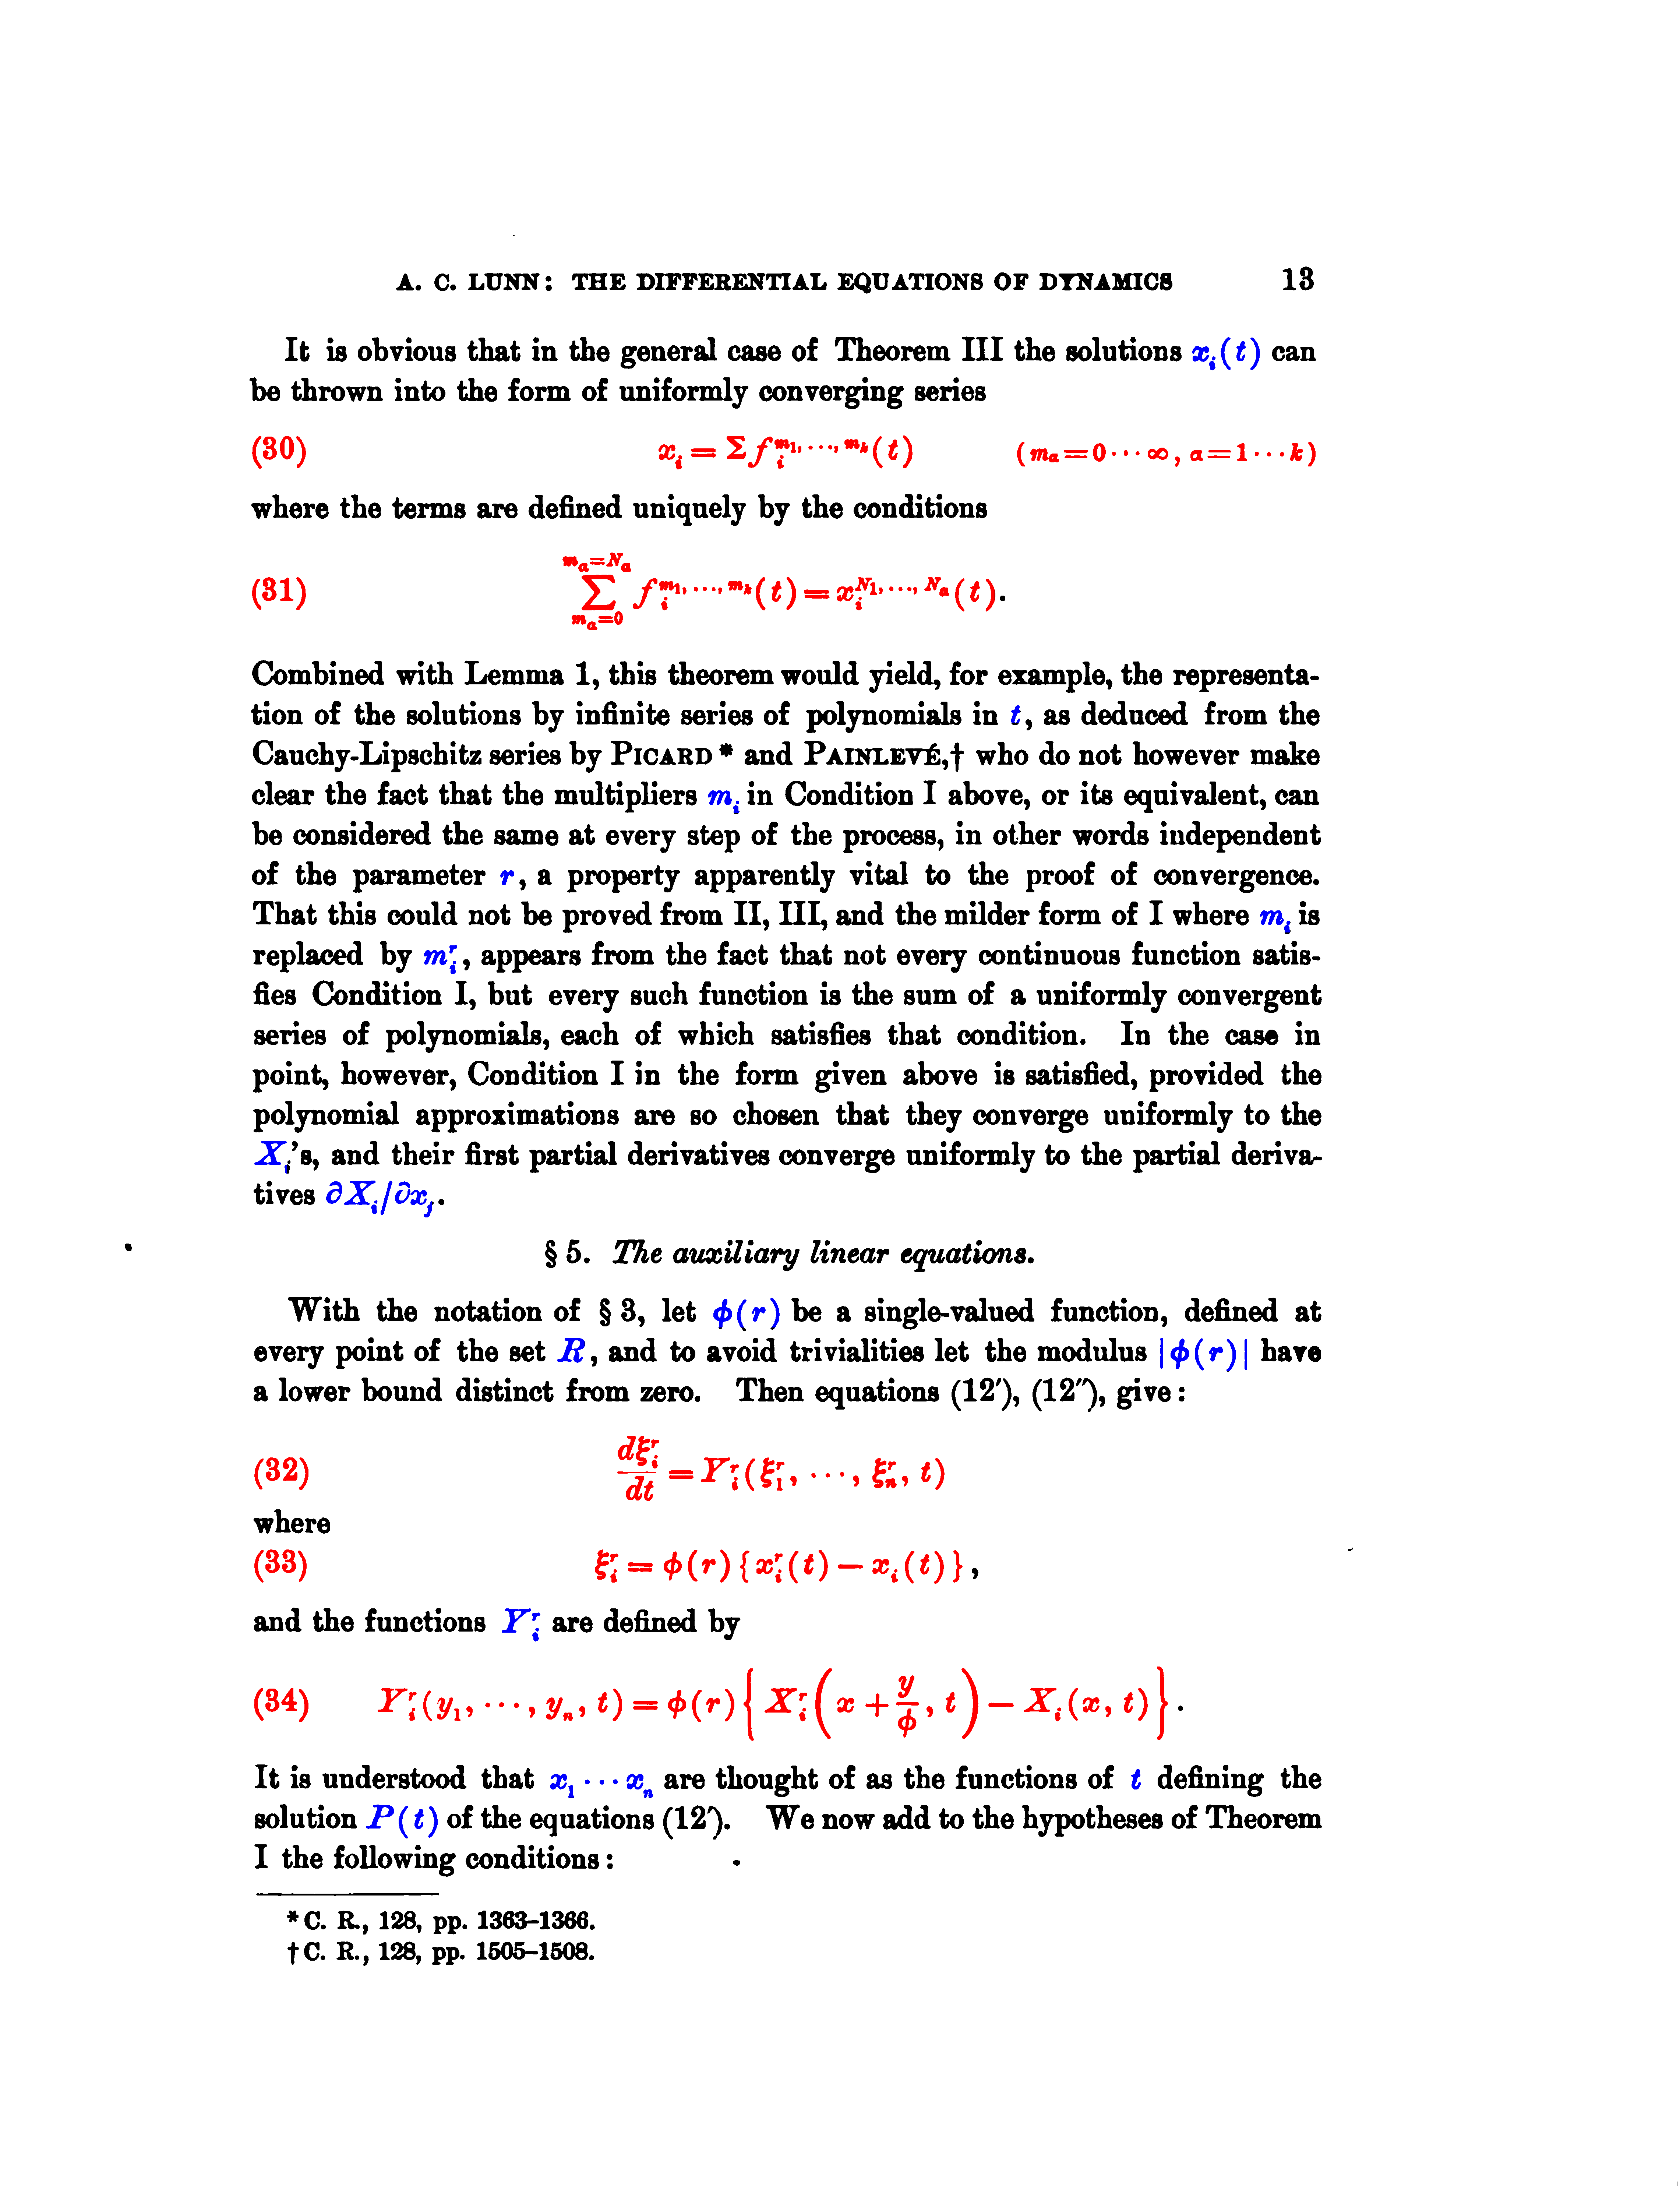 A. C. LUNN: THE DIFFERENTIAL EQUATIONS OF DYNAMICS 13
It is obvious that in the general case of Theorem III the solutions $x_i(t)$ can
be thrown into the form of uniformly converging series
(30) $x_i = \Sigma f_i^{m_1, \cdots, m_k}(t)$ $(m_\alpha = 0 \cdots \infty, \alpha = 1 \cdots k)$
where the terms are defined uniquely by the conditions
(31) $\sum_{m_\alpha=0}^{m_\alpha=N_\alpha} f_i^{m_1, \cdots, m_k}(t) = x_i^{N_1, \cdots, N_\alpha}(t).$
Combined with Lemma 1, this theorem would yield, for example, the representa-
tion of the solutions by infinite series of polynomials in $t$, as deduced from the
Cauchy-Lipschitz series by PICARD * and PAINLEVÉ,† who do not however make
clear the fact that the multipliers $m_i$ in Condition I above, or its equivalent, can
be considered the same at every step of the process, in other words independent
of the parameter $r$, a property apparently vital to the proof of convergence.
That this could not be proved from II, III, and the milder form of I where $m_i$ is
replaced by $m_i^r$, appears from the fact that not every continuous function satis-
fies Condition I, but every such function is the sum of a uniformly convergent
series of polynomials, each of which satisfies that condition. In the case in
point, however, Condition I in the form given above is satisfied, provided the
polynomial approximations are so chosen that they converge uniformly to the
$X_i$'s, and their first partial derivatives converge uniformly to the partial deriva-
tives $\partial X_i / \partial x_j$.
§ 5. The auxiliary linear equations.
With the notation of § 3, let $\phi(r)$ be a single-valued function, defined at
every point of the set $R$, and to avoid trivialities let the modulus $|\phi(r)|$ have
a lower bound distinct from zero. Then equations (12′), (12″), give:
(32) $\frac{d\xi_i^r}{dt} = Y_i^r(\xi_1^r, \cdots, \xi_n^r, t)$
where
(33) $\xi_i^r = \phi(r)\{x_i^r(t) - x_i(t)\},$
and the functions $Y_i^r$ are defined by
(34) $Y_i^r(y_1, \cdots, y_n, t) = \phi(r)\left\{X_i^r\left(x + \frac{y}{\phi}, t\right) - X_i(x, t)\right\}.$
It is understood that $x_1 \cdots x_n$ are thought of as the functions of $t$ defining the
solution $P(t)$ of the equations (12′). We now add to the hypotheses of Theorem
I the following conditions:
* C. R., 128, pp. 1363–1366.
† C. R., 128, pp. 1505–1508.